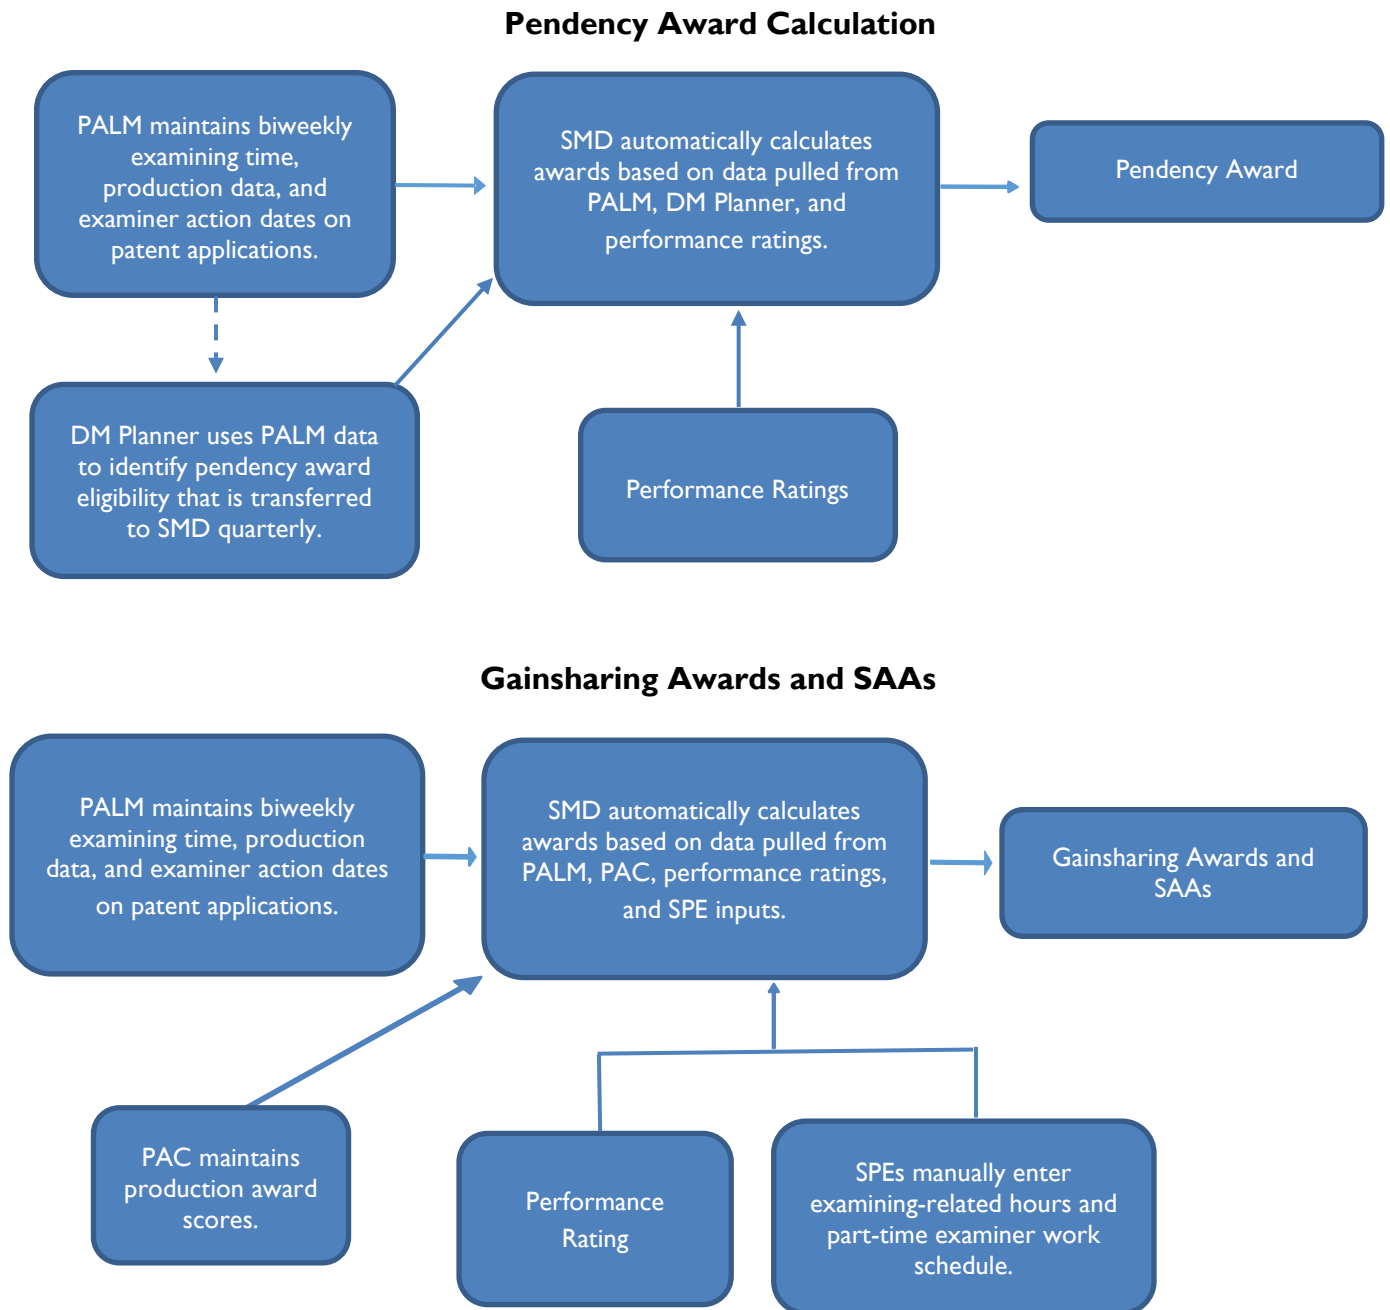 Pendency Award Calculation
PALM maintains biweekly
examining time,
production data, and
examiner action dates on
patent applications.
SMD automatically calculates
awards based on data pulled from
PALM, DM Planner, and
performance ratings.
Pendency Award
DM Planner uses PALM data
to identify pendency award
eligibility that is transferred
to SMD quarterly.
Performance Ratings
Gainsharing Awards and SAAs
PALM maintains biweekly
examining time, production
data, and examiner action dates
on patent applications.
SMD automatically calculates
awards based on data pulled from
PALM, PAC, performance ratings,
and SPE inputs.
Gainsharing Awards and
SAAs
PAC maintains
production award
scores.
Performance
Rating
SPEs manually enter
examining-related hours and
part-time examiner work
schedule.